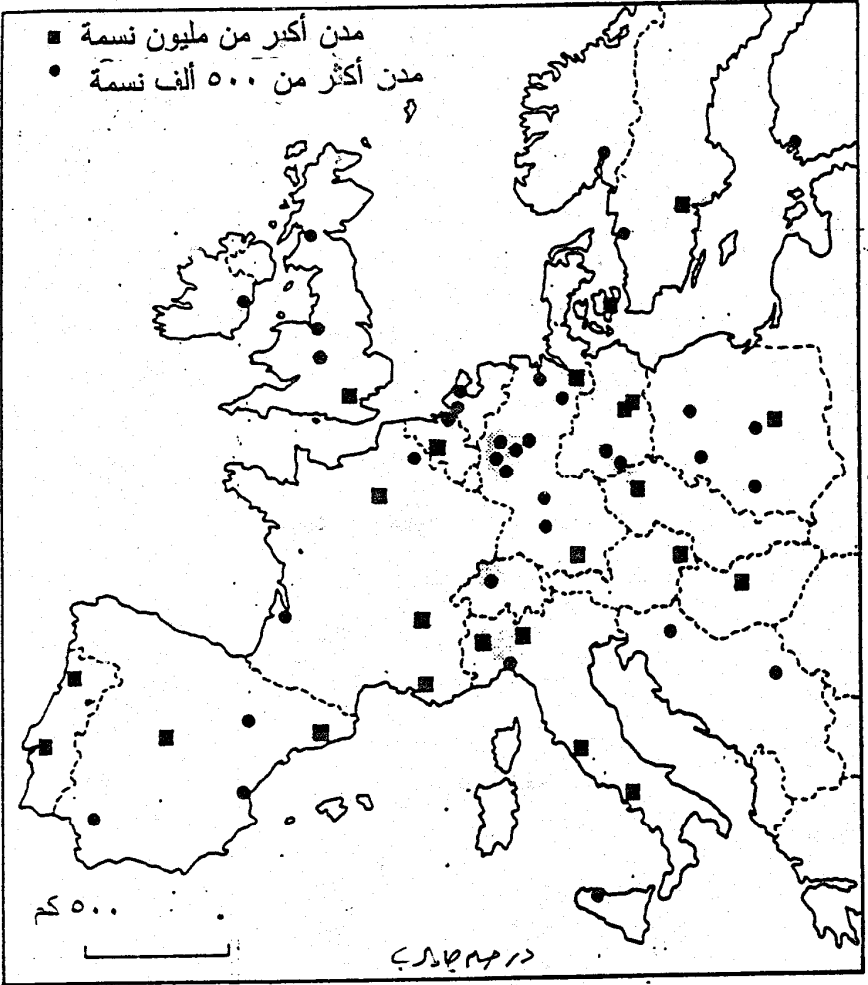 مدن أكبر من مليون نسمة
مدن أكثر من ٥٠٠ ألف نسمة
٥٠٠ كم